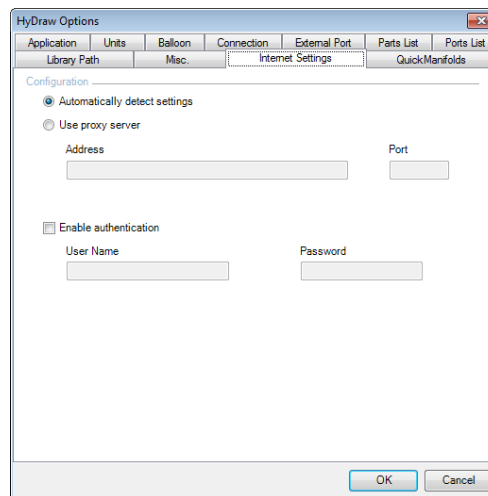 HyDraw Options
Application Units Balloon Connection External Port Parts List Ports List
Library Path Misc. Internet Settings QuickManifolds
Configuration
Automatically detect settings
Use proxy server
Address Port
Enable authentication
User Name Password
OK Cancel